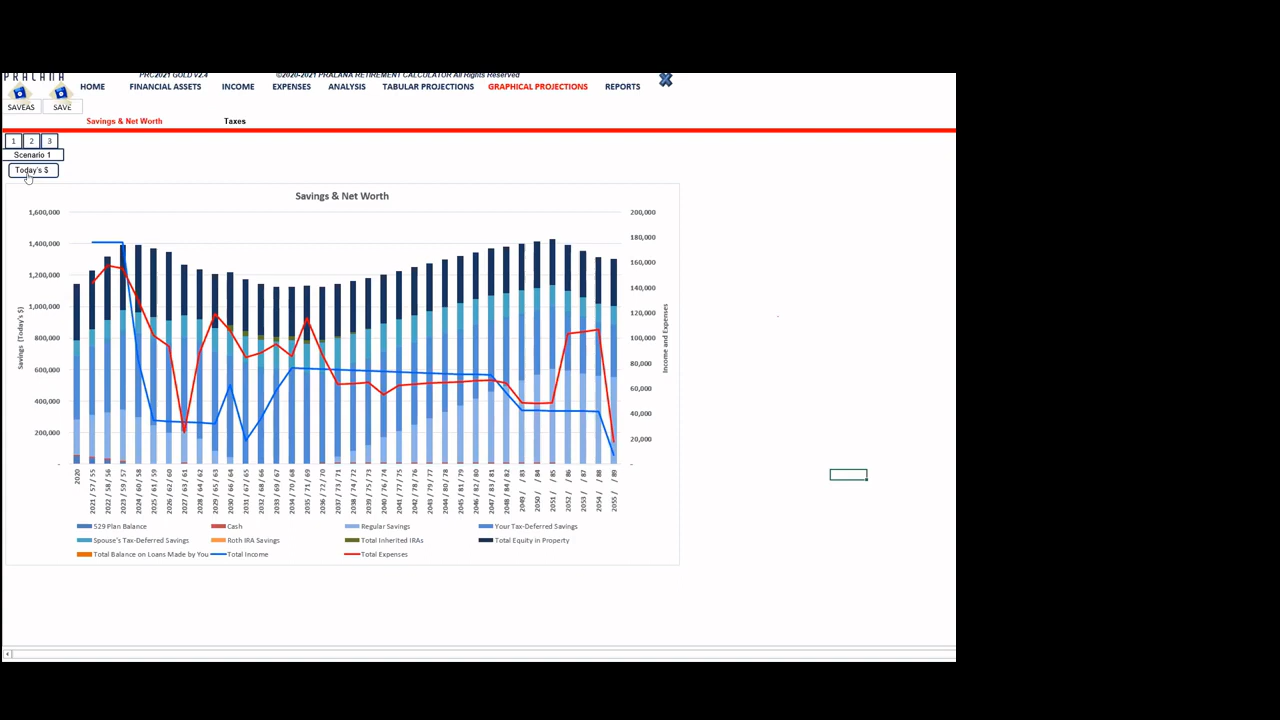 PRALANA PRC2021 GOLD v2.4 ©2020-2021 PRALANA RETIREMENT CALCULATOR All Rights Reserved
HOME FINANCIAL ASSETS INCOME EXPENSES ANALYSIS TABULAR PROJECTIONS GRAPHICAL PROJECTIONS REPORTS
SAVEAS SAVE
Savings & Net Worth Taxes
1 2 3
Scenario 1
Today's $
Savings & Net Worth
1,600,000 200,000
1,400,000 180,000
160,000
1,200,000 140,000
1,000,000 120,000
800,000 100,000
600,000 80,000
60,000
400,000 40,000
200,000 20,000
- -
Savings (Today's $)
Income and Expenses
2020
2021 / 57 / 55
2022 / 58 / 56
2023 / 59 / 57
2024 / 60 / 58
2025 / 61 / 59
2026 / 62 / 60
2027 / 63 / 61
2028 / 64 / 62
2029 / 65 / 63
2030 / 66 / 64
2031 / 67 / 65
2032 / 68 / 66
2033 / 69 / 67
2034 / 70 / 68
2035 / 71 / 69
2036 / 72 / 70
2037 / 73 / 71
2038 / 74 / 72
2039 / 75 / 73
2040 / 76 / 74
2041 / 77 / 75
2042 / 78 / 76
2043 / 79 / 77
2044 / 80 / 78
2045 / 81 / 79
2046 / 82 / 80
2047 / 83 / 81
2048 / 84 / 82
2049 / / 83
2050 / / 84
2051 / / 85
2052 / / 86
2053 / / 87
2054 / / 88
2055 / / 89
529 Plan Balance Cash Regular Savings Your Tax-Deferred Savings
Spouse's Tax-Deferred Savings Roth IRA Savings Total Inherited IRAs Total Equity in Property
Total Balance on Loans Made by You Total Income Total Expenses